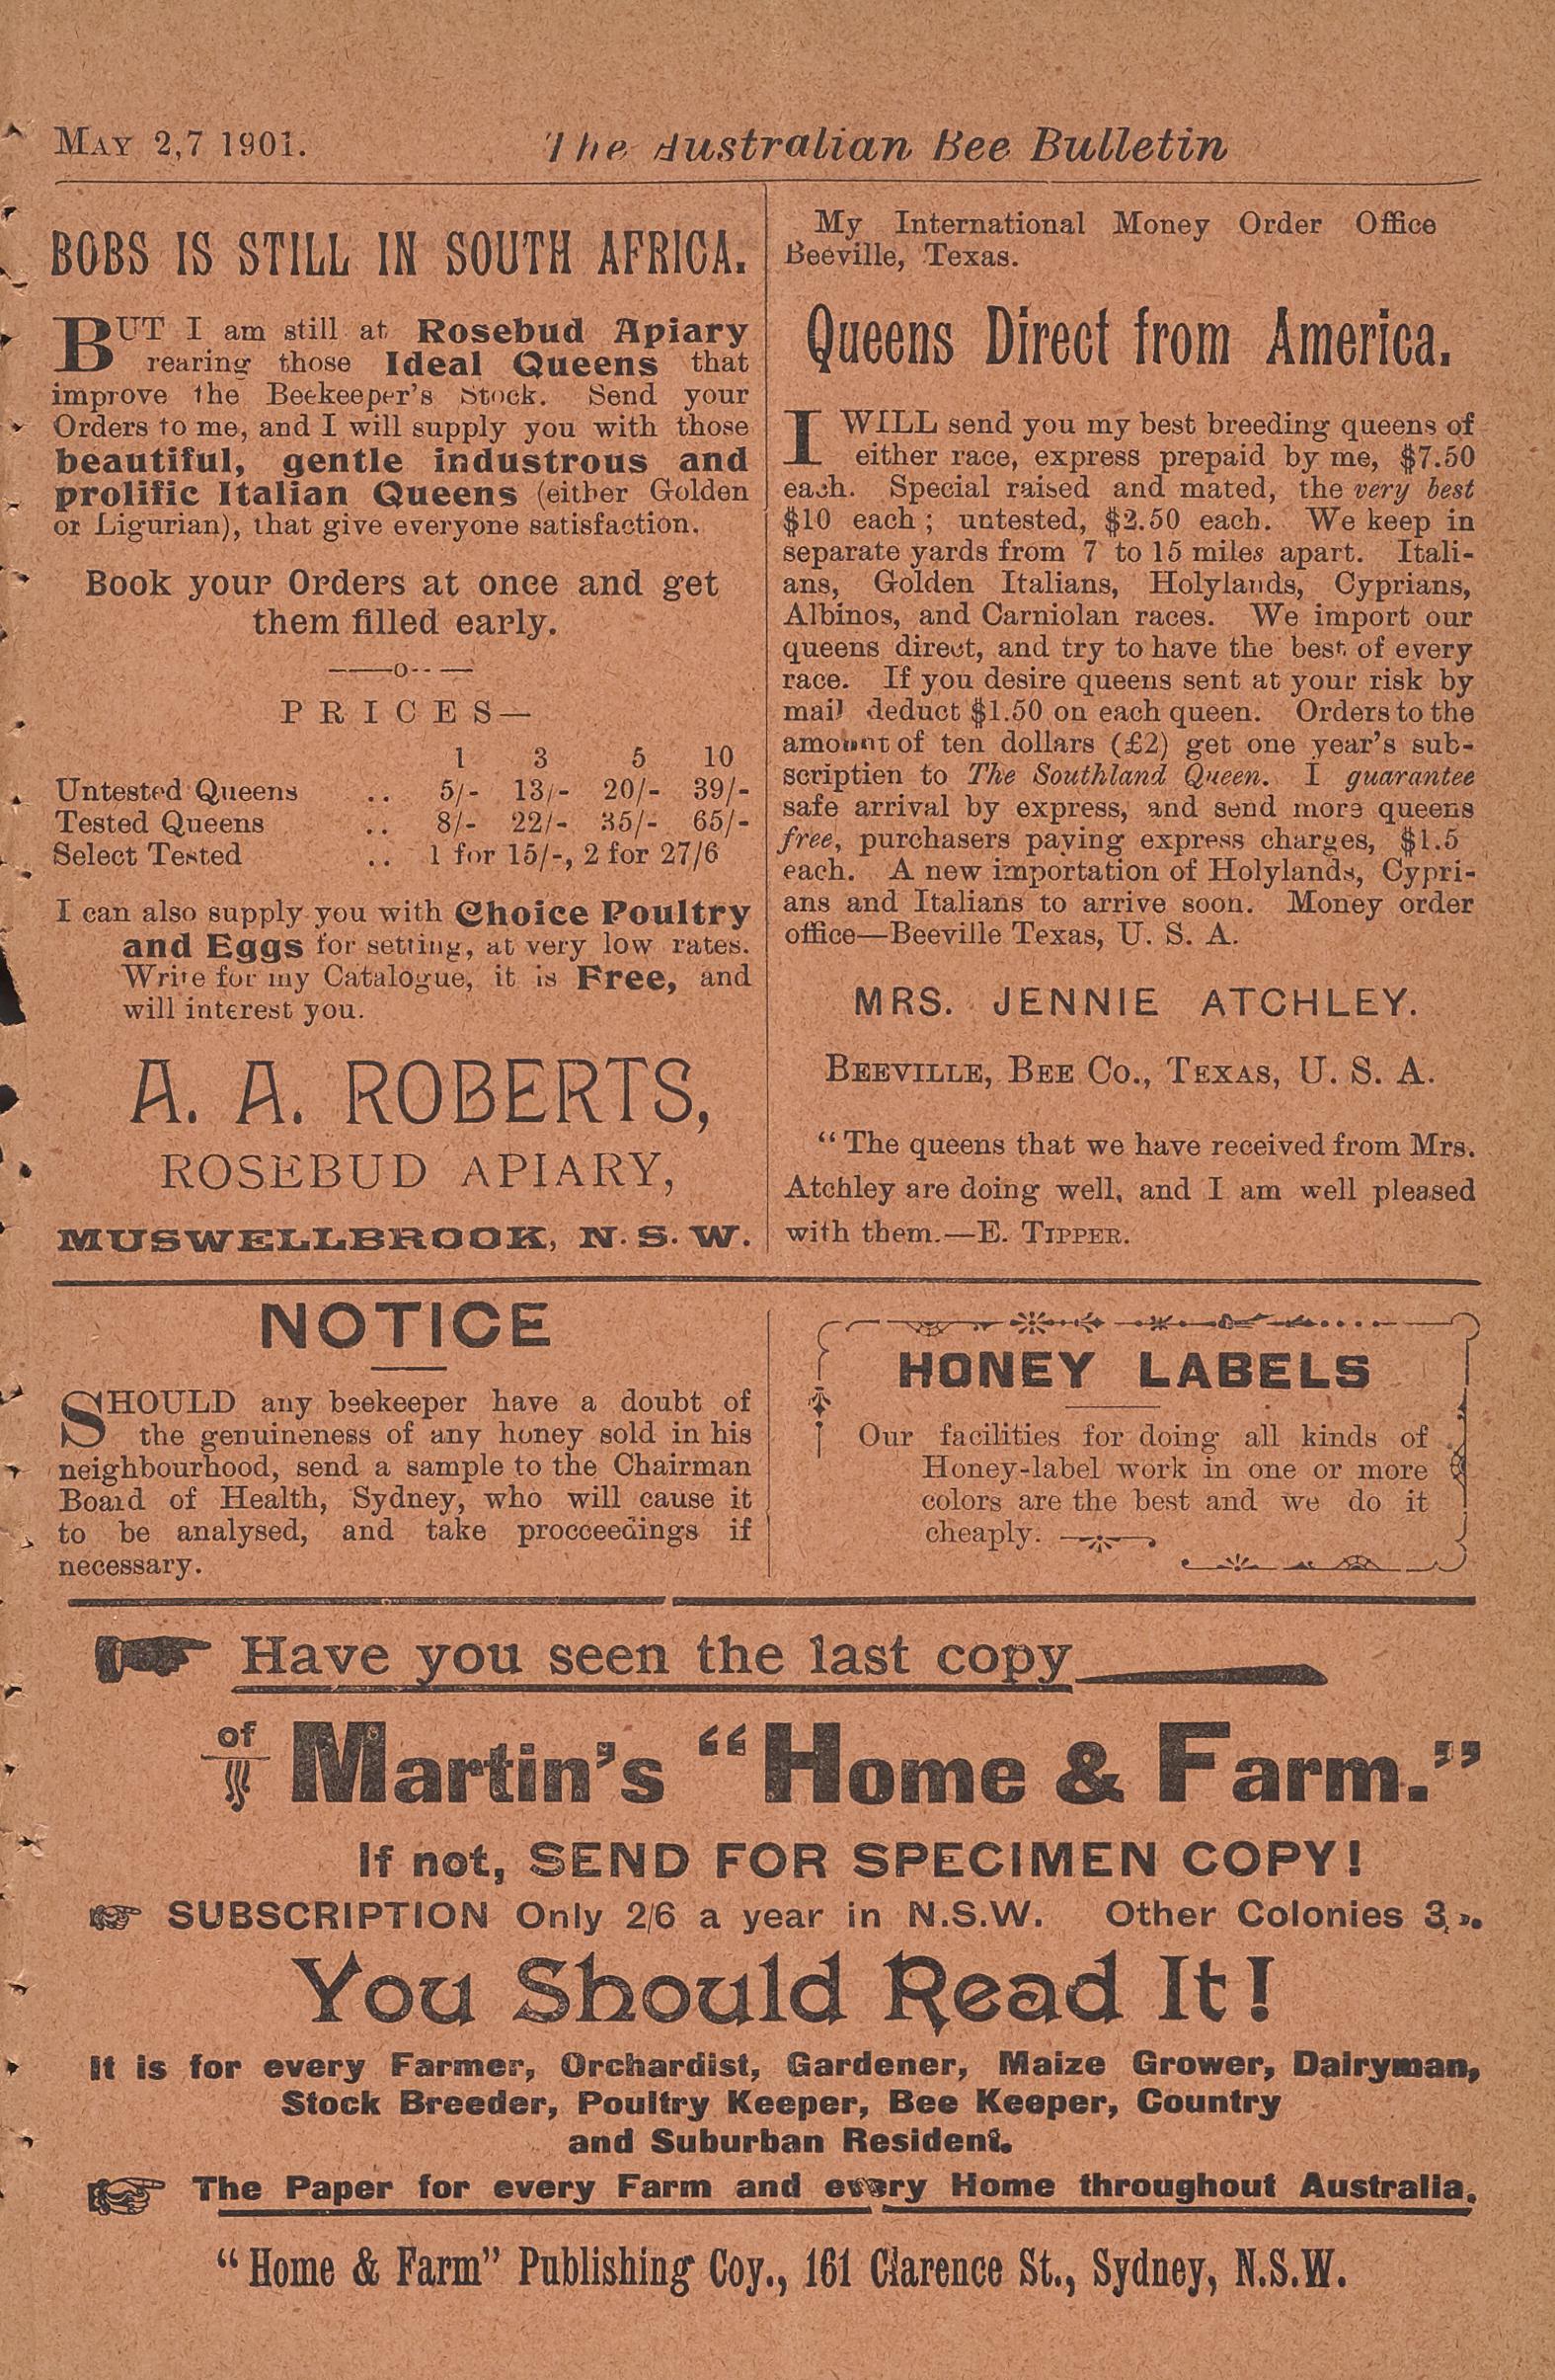 MAY 2,7 1901.
The Australian Bee Bulletin
BOBS IS STILL IN SOUTH AFRICA.
BUT I am still at Rosebud Apiary
rearing those Ideal Queens that
improve the Beekeeper's Stock. Send your
Orders to me, and I will supply you with those
beautiful, gentle industrous and
prolific Italian Queens (either Golden
or Ligurian), that give everyone satisfaction.
Book your Orders at once and get
them filled early.
——o-- —
PRICES—
1 3 5 10
Untested Queens .. 5/- 13/- 20/- 39/-
Tested Queens .. 8/- 22/- 35/- 65/-
Select Tested .. 1 for 15/-, 2 for 27/6
I can also supply you with Choice Poultry
and Eggs for setting, at very low rates.
Write for my Catalogue, it is Free, and
will interest you.
A. A. ROBERTS,
ROSEBUD APIARY,
MUSWELLBROOK, N. S. W.
My International Money Order Office
Beeville, Texas.
Queens Direct from America.
I WILL send you my best breeding queens of
either race, express prepaid by me, $7.50
each. Special raised and mated, the very best
$10 each; untested, $2.50 each. We keep in
separate yards from 7 to 15 miles apart. Itali-
ans, Golden Italians, Holylands, Cyprians,
Albinos, and Carniolan races. We import our
queens direct, and try to have the best of every
race. If you desire queens sent at your risk by
mail deduct $1.50 on each queen. Orders to the
amount of ten dollars (£2) get one year's sub-
scriptien to The Southland Queen. I guarantee
safe arrival by express, and send more queens
free, purchasers paying express charges, $1.5
each. A new importation of Holylands, Cypri-
ans and Italians to arrive soon. Money order
office—Beeville Texas, U. S. A.
MRS. JENNIE ATCHLEY.
BEEVILLE, BEE Co., TEXAS, U. S. A.
"The queens that we have received from Mrs.
Atchley are doing well, and I am well pleased
with them.—E. TIPPER.
NOTICE
SHOULD any beekeeper have a doubt of
the genuineness of any honey sold in his
neighbourhood, send a sample to the Chairman
Board of Health, Sydney, who will cause it
to be analysed, and take procceedings if
necessary.
HONEY LABELS
Our facilities for doing all kinds of
Honey-label work in one or more
colors are the best and we do it
cheaply.
Have you seen the last copy
of Martin's "Home & Farm."
If not, SEND FOR SPECIMEN COPY!
SUBSCRIPTION Only 2/6 a year in N.S.W. Other Colonies 3
You Should Read It!
It is for every Farmer, Orchardist, Gardener, Maize Grower, Dairyman,
Stock Breeder, Poultry Keeper, Bee Keeper, Country
and Suburban Resident.
The Paper for every Farm and every Home throughout Australia.
"Home & Farm" Publishing Coy., 161 Clarence St., Sydney, N.S.W.